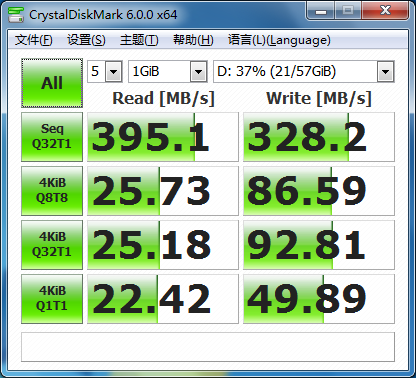 CrystalDiskMark 6.0.0 x64
文件(F) 设置(S) 主题(T) 帮助(H) 语言(L)(Language)
All 5 1GiB D: 37% (21/57GiB)
Read [MB/s] Write [MB/s]
Seq
Q32T1 395.1 328.2
4KiB
Q8T8 25.73 86.59
4KiB
Q32T1 25.18 92.81
4KiB
Q1T1 22.42 49.89